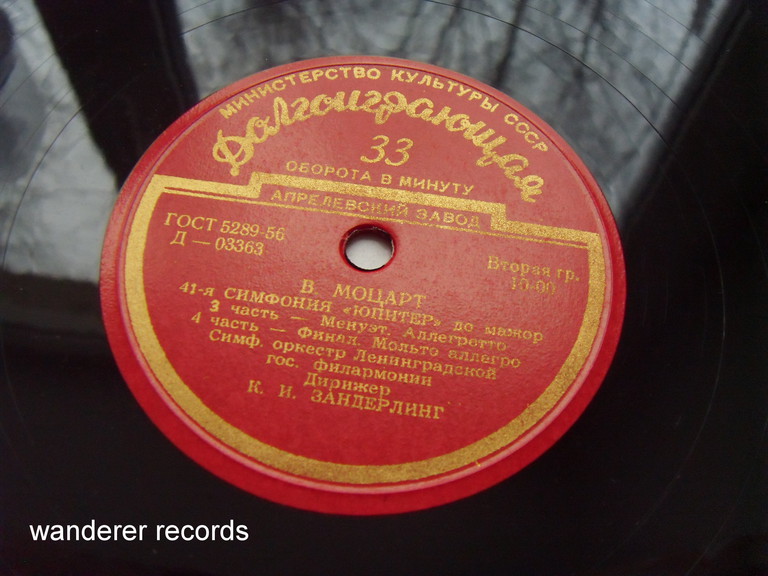 МИНИСТЕРСТВО КУЛЬТУРЫ СССР
Долгоиграющая
33
ОБОРОТА В МИНУТУ
АПРЕЛЕВСКИЙ ЗАВОД
ГОСТ 5289-56
Д — 03363
Вторая гр.
10-00
В. МОЦАРТ
41-я СИМФОНИЯ «ЮПИТЕР» до мажор
3 часть — Менуэт. Аллегретто
4 часть — Финал. Мольто аллегро
Симф. оркестр Ленинградской
гос. филармонии
Дирижер
К. И. ЗАНДЕРЛИНГ
wanderer records